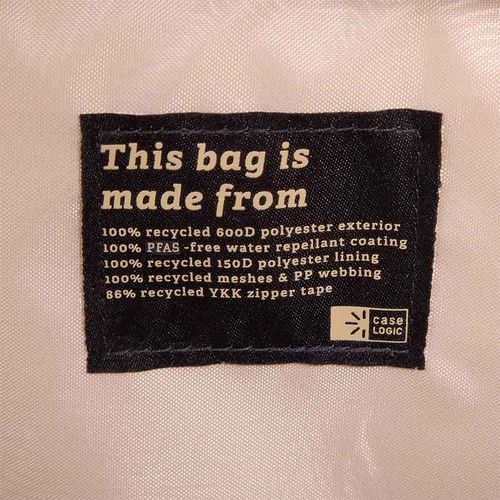 This bag is
made from
100% recycled 600D polyester exterior
100% PFAS -free water repellant coating
100% recycled 150D polyester lining
100% recycled meshes & PP webbing
86% recycled YKK zipper tape
case
LOGIC